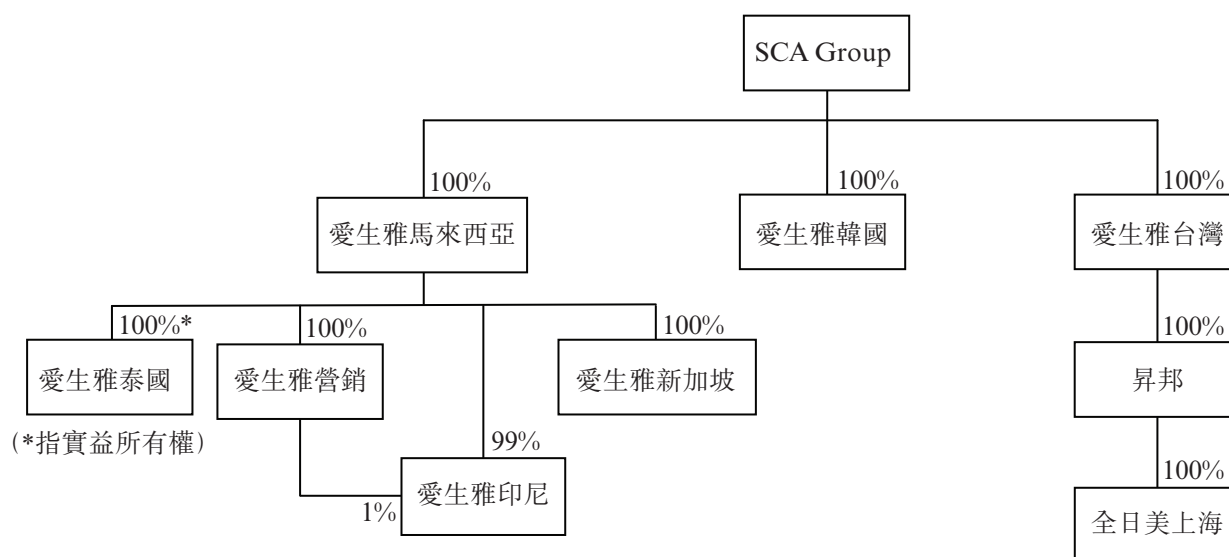 SCA Group
100%
100%
100%
愛生雅馬來西亞
愛生雅韓國
愛生雅台灣
100%*
100%
100%
100%
愛生雅泰國
愛生雅營銷
愛生雅新加坡
昇邦
(*指實益所有權)
99%
100%
愛生雅印尼
1%
全日美上海